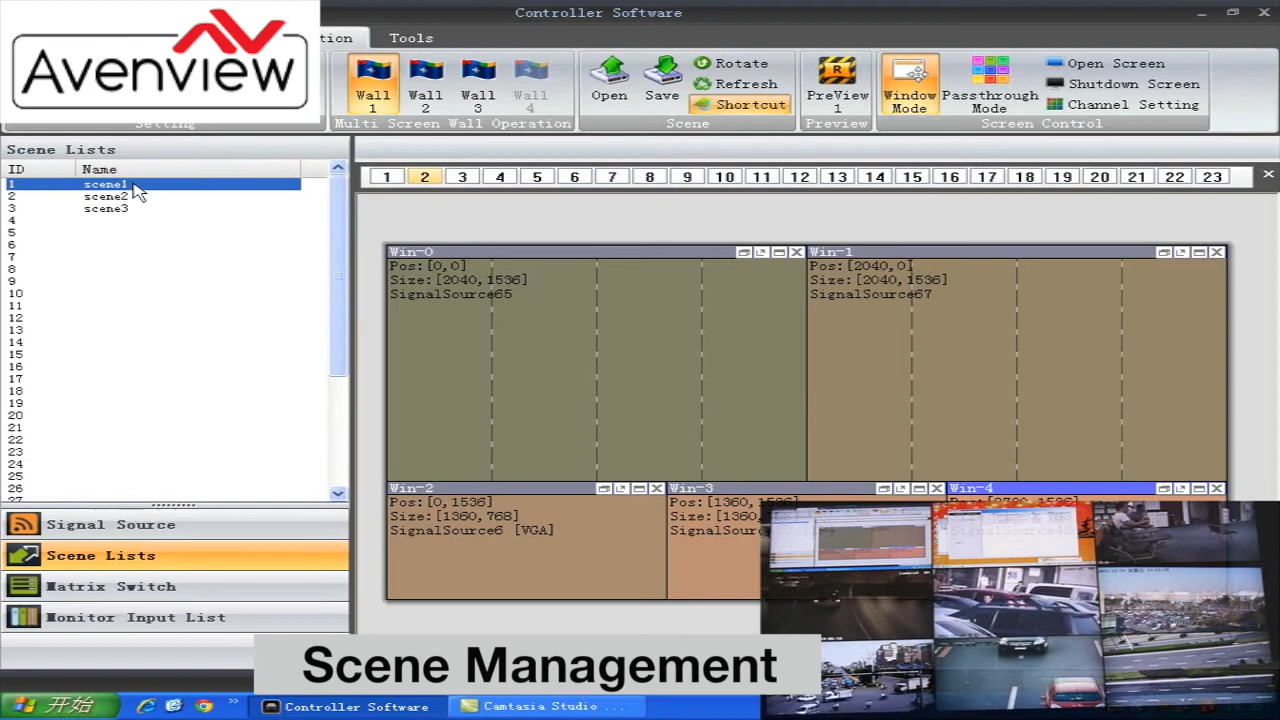 Controller Software
Avenview
tion
Tools
Wall 1
Wall 2
Wall 3
Wall 4
Open
Save
Rotate
Refresh
Shortcut
PreView 1
Window Mode
Passthrough Mode
Open Screen
Shutdown Screen
Channel Setting
Setting
Multi Screen Wall Operation
Scene
Preview
Screen Control
Scene Lists
ID Name
1 scene1
2 scene2
3 scene3
4
5
6
7
8
9
10
11
12
13
14
15
16
17
18
19
20
21
22
23
24
25
26
27
1 2 3 4 5 6 7 8 9 10 11 12 13 14 15 16 17 18 19 20 21 22 23
Win-0
Pos:[0,0]
Size:[2040,1536]
SignalSource65
Win-1
Pos:[2040,0]
Size:[2040,1536]
SignalSource67
Win-2
Pos:[0,1536]
Size:[1360,768]
SignalSource6 [VGA]
Win-3
Pos:[1360,1536]
Size:[1360,
Win-4
Signal Source
Scene Lists
Matrix Switch
Monitor Input List
Scene Management
开始
Controller Software
Camtasia Studio ...